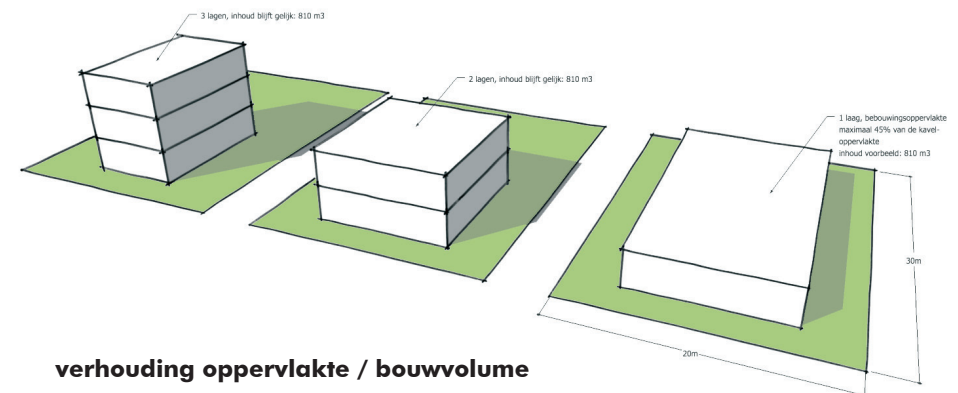 3 lagen, inhoud blijft gelijk: 810 m3
2 lagen, inhoud blijft gelijk: 810 m3
1 laag, bebouwingsoppervlakte
maximaal 45% van de kavel-
oppervlakte
inhoud voorbeeld: 810 m3
30m
20m
verhouding oppervlakte / bouwvolume